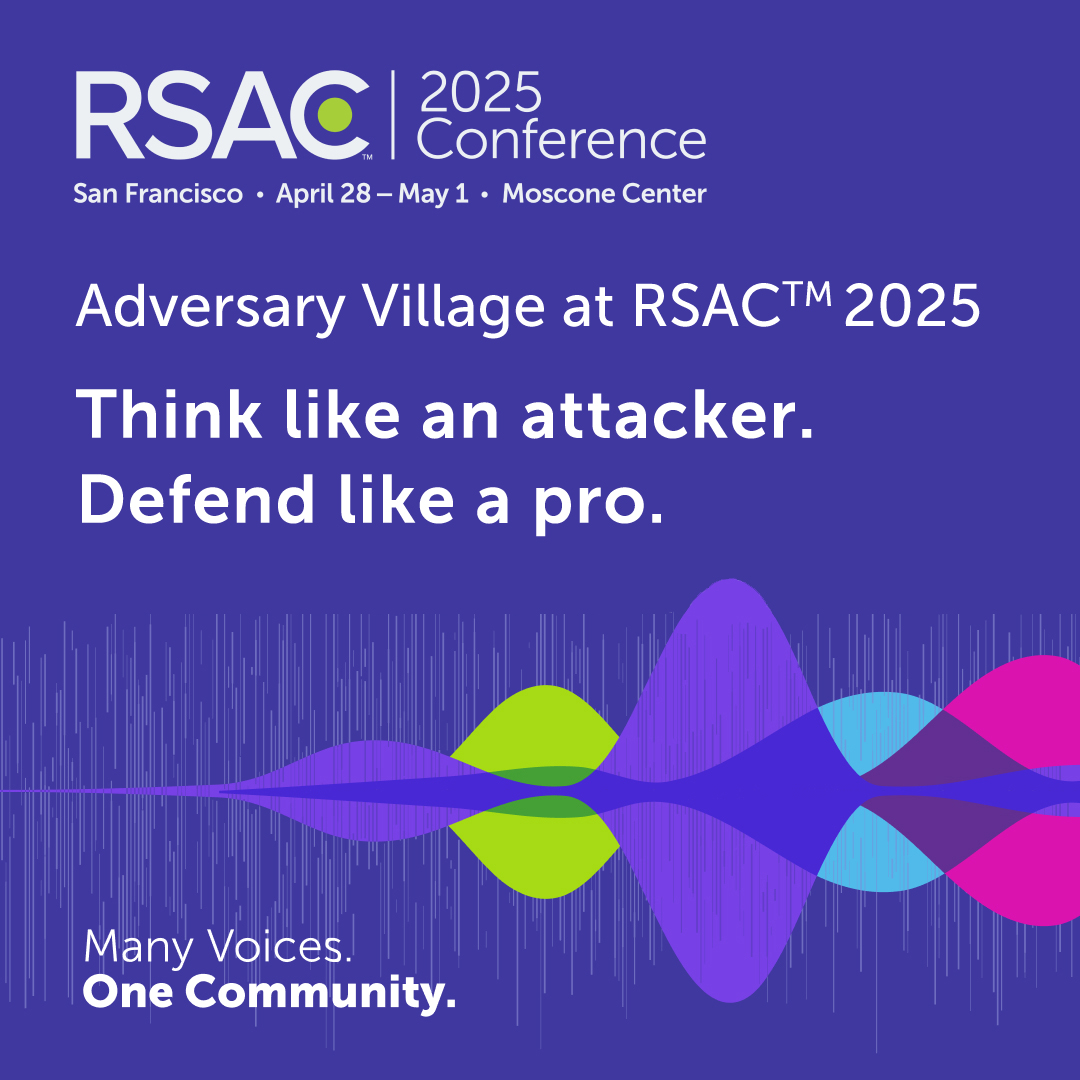 RSAC™ | 2025
Conference
San Francisco • April 28 – May 1 • Moscone Center
Adversary Village at RSAC™ 2025
Think like an attacker.
Defend like a pro.
Many Voices.
One Community.